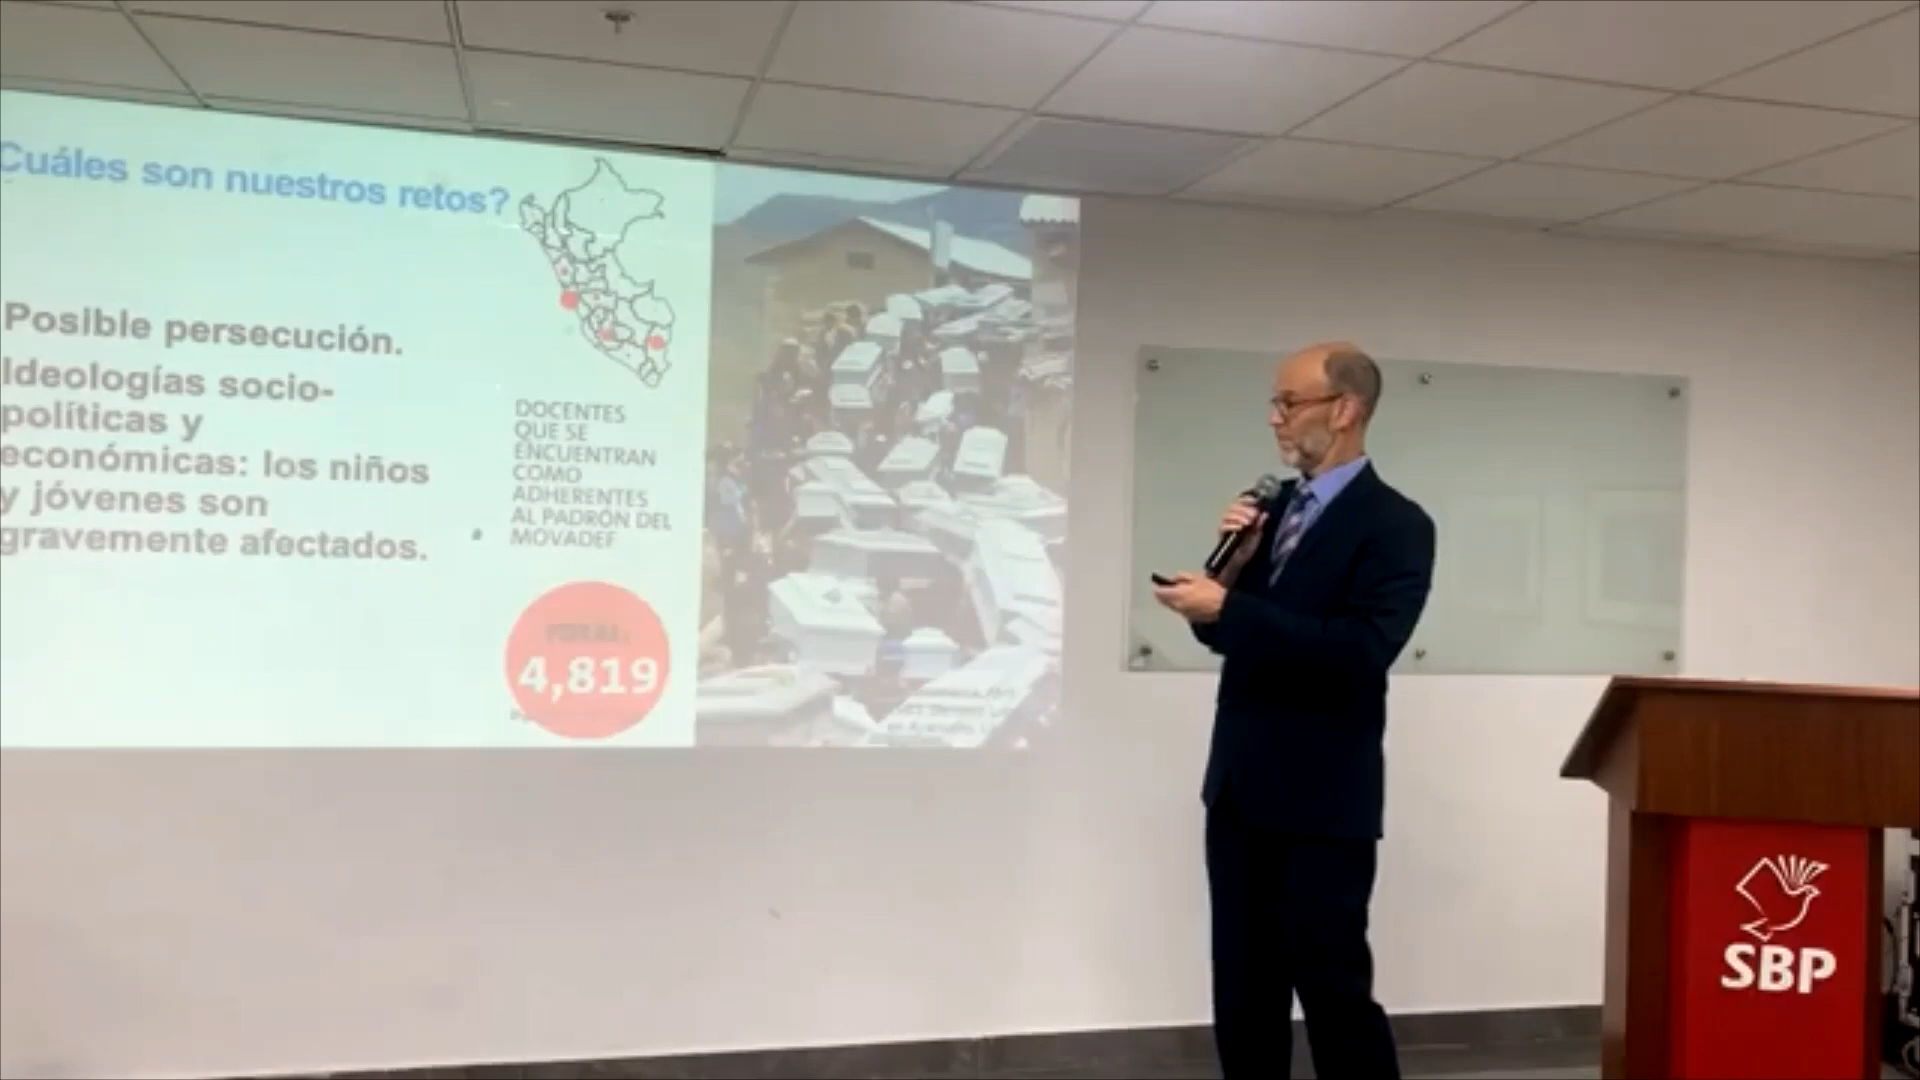 Cuáles son nuestros retos?
Posible persecución.
Ideologías socio-
políticas y
económicas: los niños
y jóvenes son
gravemente afectados.
DOCENTES
QUE SE
ENCUENTRAN
COMO
ADHERENTES
AL PADRÓN DEL
MOVADEF
4,819
SBP